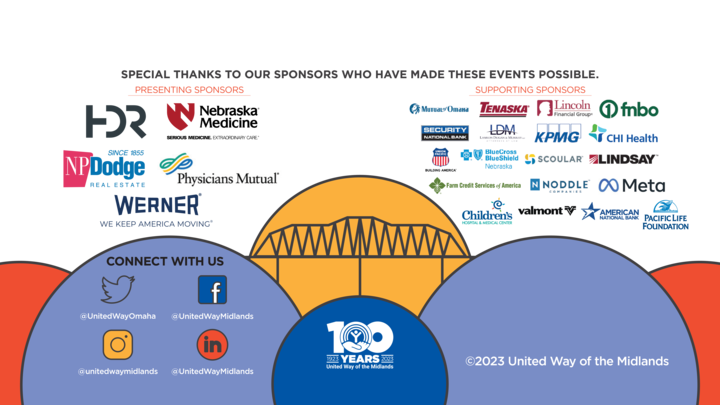 SPECIAL THANKS TO OUR SPONSORS WHO HAVE MADE THESE EVENTS POSSIBLE.
PRESENTING SPONSORS
HDR
Nebraska Medicine
SERIOUS MEDICINE. EXTRAORDINARY CARE.
SINCE 1855
NP Dodge
REAL ESTATE
Physicians Mutual
WERNER
WE KEEP AMERICA MOVING
SUPPORTING SPONSORS
MUTUAL of OMAHA
TENASKA
Lincoln
Financial Group
fnbo
SECURITY
NATIONAL BANK
LDM
KPMG
CHI Health
UNION
PACIFIC
BUILDING AMERICA
BlueCross
BlueShield
Nebraska
SCOULAR
LINDSAY
Farm Credit Services of America
NODDLE
COMPANIES
Meta
Children's
HOSPITAL & MEDICAL CENTER
valmont
AMERICAN
NATIONAL BANK
PACIFIC LIFE
FOUNDATION
CONNECT WITH US
@UnitedWayOmaha
@UnitedWayMidlands
@unitedwaymidlands
@UnitedWayMidlands
100
1923 YEARS 2023
United Way of the Midlands
©2023 United Way of the Midlands